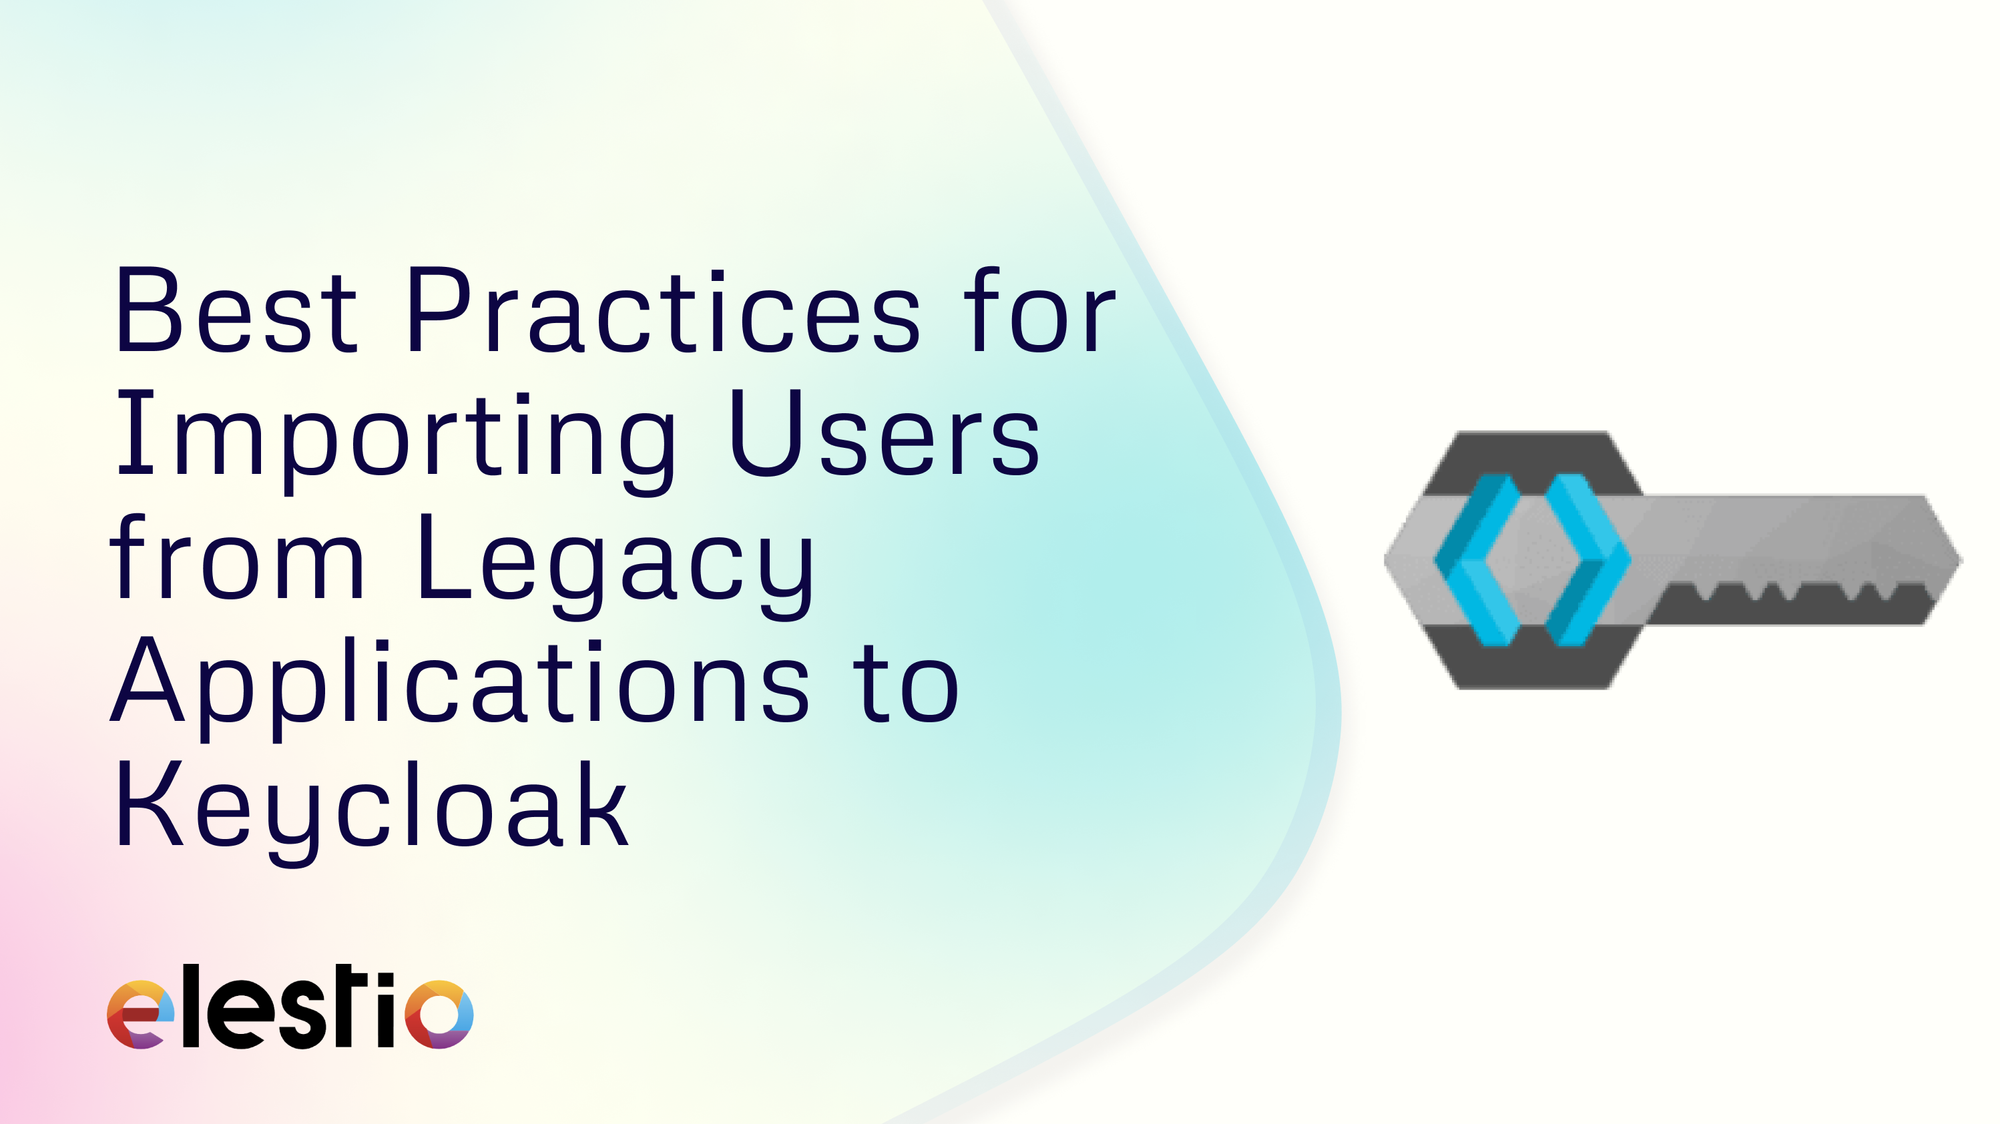 Best Practices for
Importing Users
from Legacy
Applications to
Keycloak
elestio